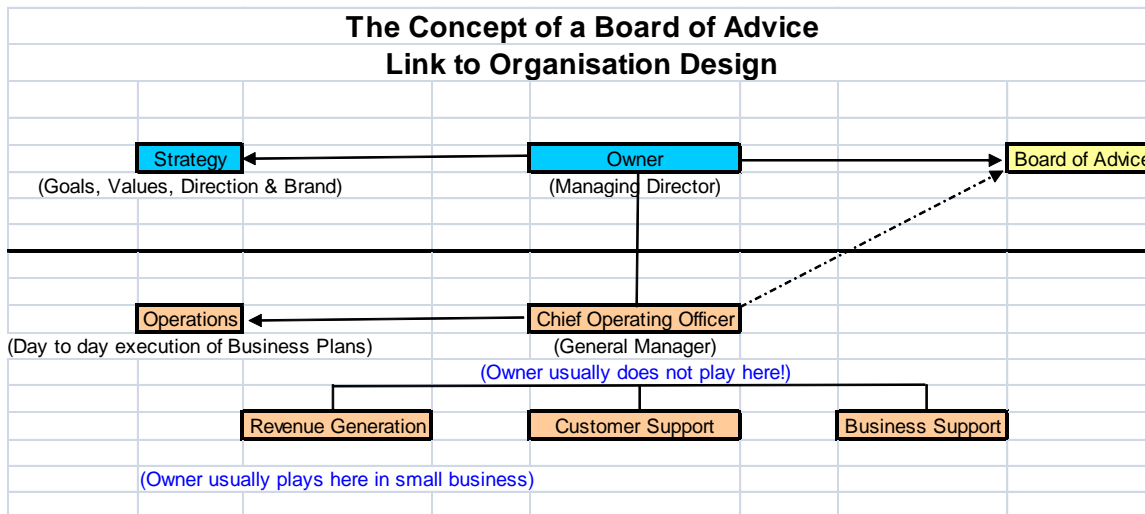 The Concept of a Board of Advice
Link to Organisation Design
Strategy
Owner
Board of Advice
(Goals, Values, Direction & Brand)
(Managing Director)
Operations
Chief Operating Officer
(Day to day execution of Business Plans)
(General Manager)
(Owner usually does not play here!)
Revenue Generation
Customer Support
Business Support
(Owner usually plays here in small business)